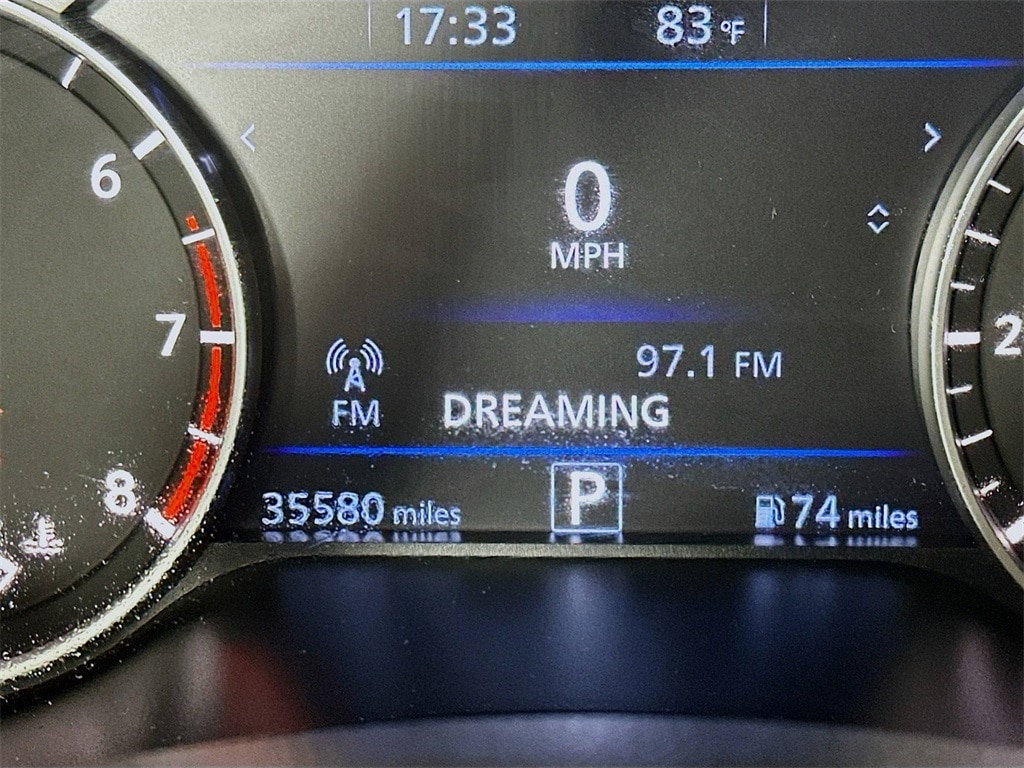 17:33 83 °F
6
0
MPH
7
2
97.1 FM
FM
DREAMING
8
35580 miles
P
74 miles